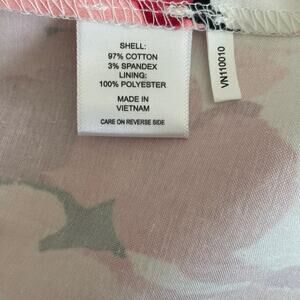 SHELL:
97% COTTON
3% SPANDEX
LINING:
100% POLYESTER
MADE IN
VIETNAM
CARE ON REVERSE SIDE
VN110010